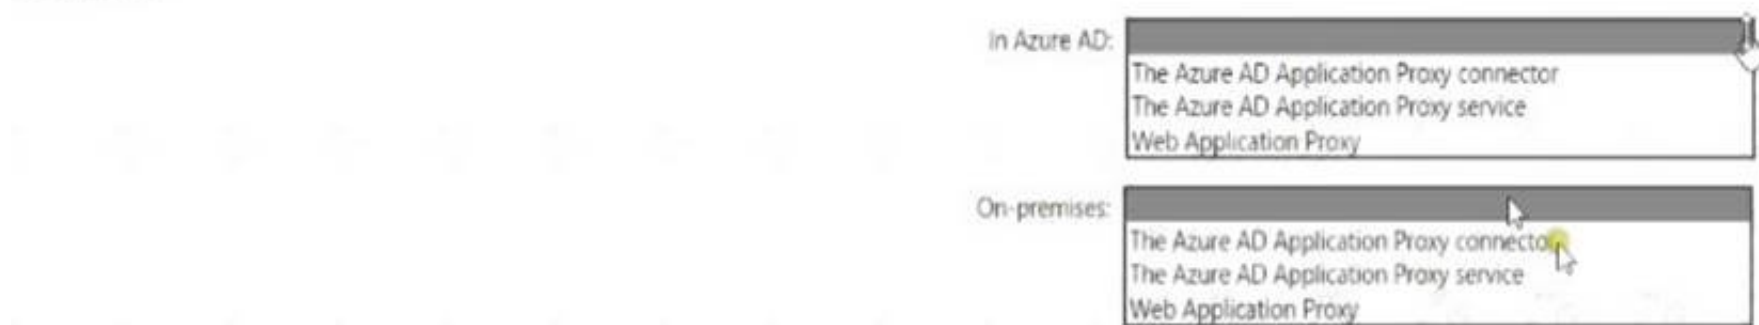 In Azure AD:
The Azure AD Application Proxy connector
The Azure AD Application Proxy service
Web Application Proxy
On-premises:
The Azure AD Application Proxy connector
The Azure AD Application Proxy service
Web Application Proxy